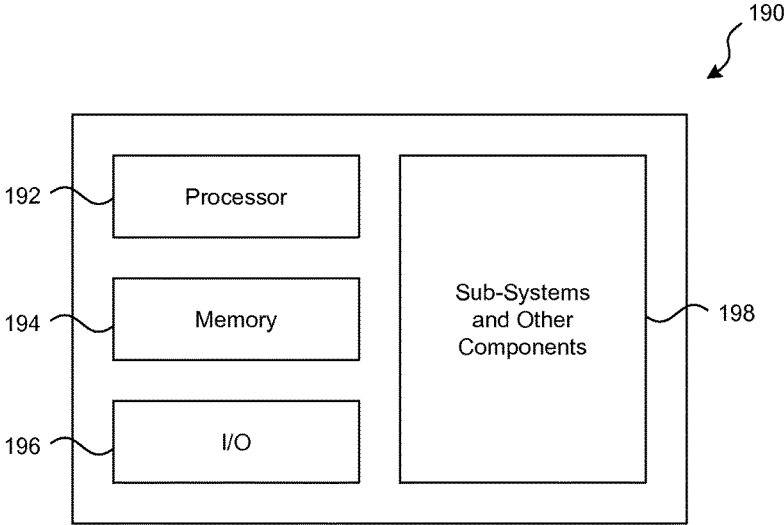 190
192
Processor
194
Memory
196
I/O
Sub-Systems
and Other
Components
198